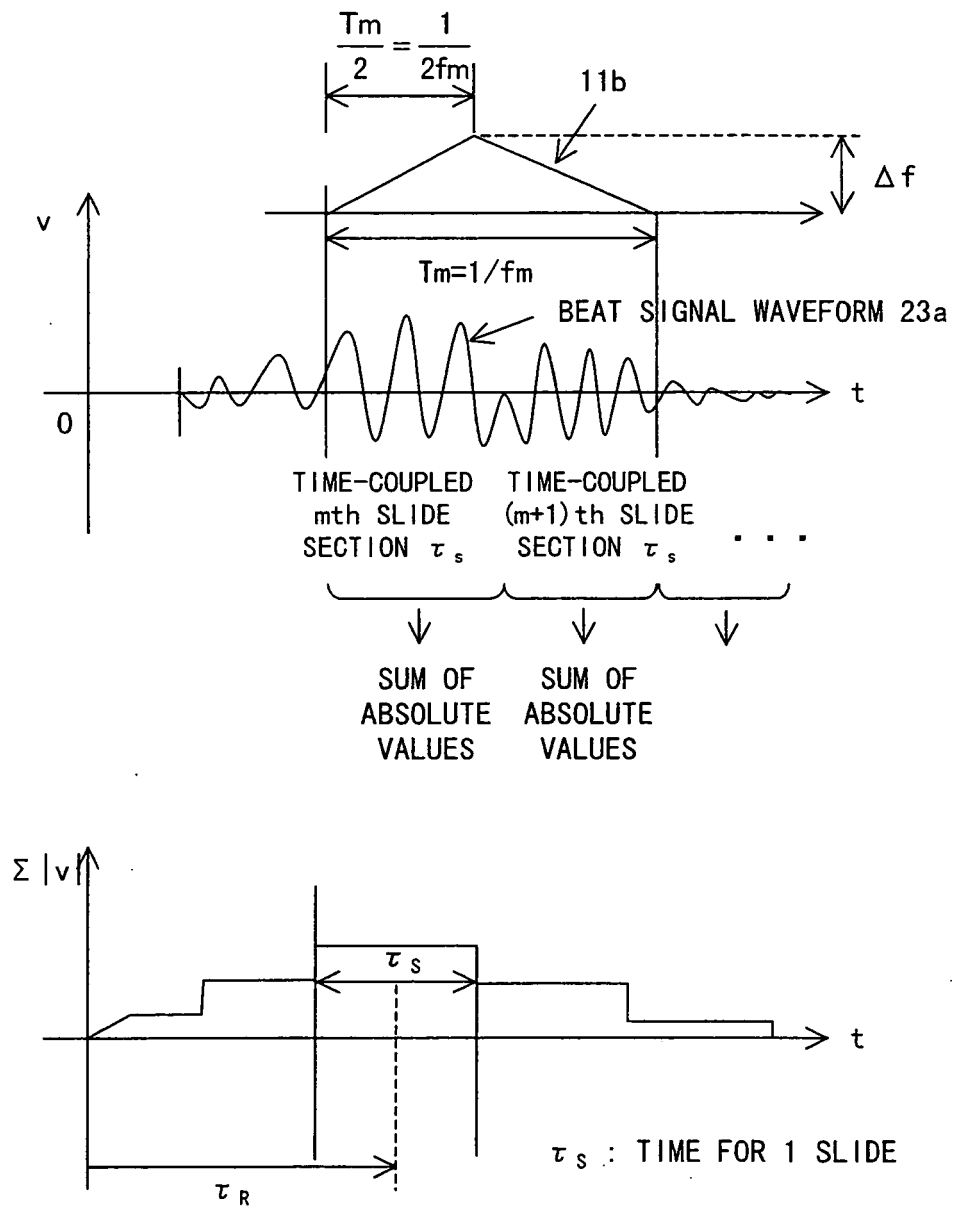 Tm/2 = 1/2fm
11b
Δf
v
Tm=1/fm
BEAT SIGNAL WAVEFORM 23a
t
0
TIME-COUPLED
mth SLIDE
SECTION τs
TIME-COUPLED
(m+1)th SLIDE
SECTION τs
. . .
SUM OF
ABSOLUTE
VALUES
SUM OF
ABSOLUTE
VALUES
Σ|v|
τS
t
τS : TIME FOR 1 SLIDE
τR